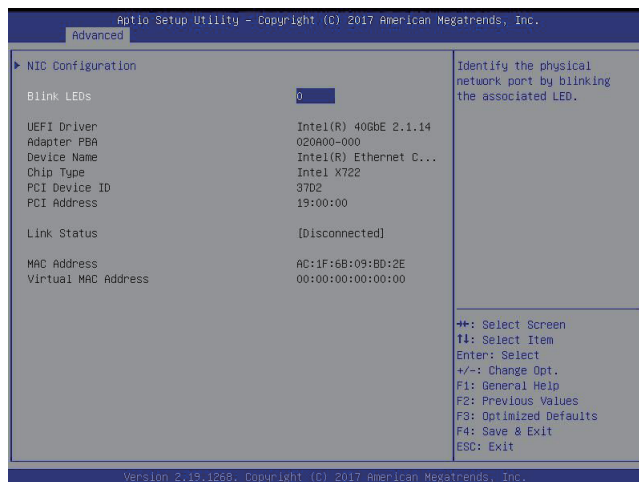 Aptio Setup Utility – Copyright (C) 2017 American Megatrends, Inc.
Advanced
NIC Configuration
Blink LEDs 0
UEFI Driver Intel(R) 40GbE 2.1.14
Adapter PBA 020A00-000
Device Name Intel(R) Ethernet C...
Chip Type Intel X722
PCI Device ID 37D2
PCI Address 19:00:00
Link Status [Disconnected]
MAC Address AC:1F:6B:09:BD:2E
Virtual MAC Address 00:00:00:00:00:00
Identify the physical
network port by blinking
the associated LED.
→←: Select Screen
↑↓: Select Item
Enter: Select
+/-: Change Opt.
F1: General Help
F2: Previous Values
F3: Optimized Defaults
F4: Save & Exit
ESC: Exit
Version 2.19.1268. Copyright (C) 2017 American Megatrends, Inc.